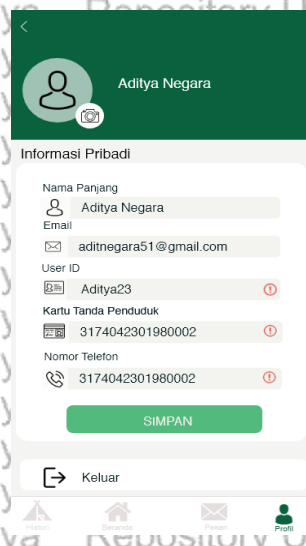 Aditya Negara
Informasi Pribadi
Nama Panjang
Aditya Negara
Email
aditnegara51@gmail.com
User ID
Aditya23
Kartu Tanda Penduduk
3174042301980002
Nomor Telefon
3174042301980002
SIMPAN
Keluar
Histori Beranda Pesan Profil